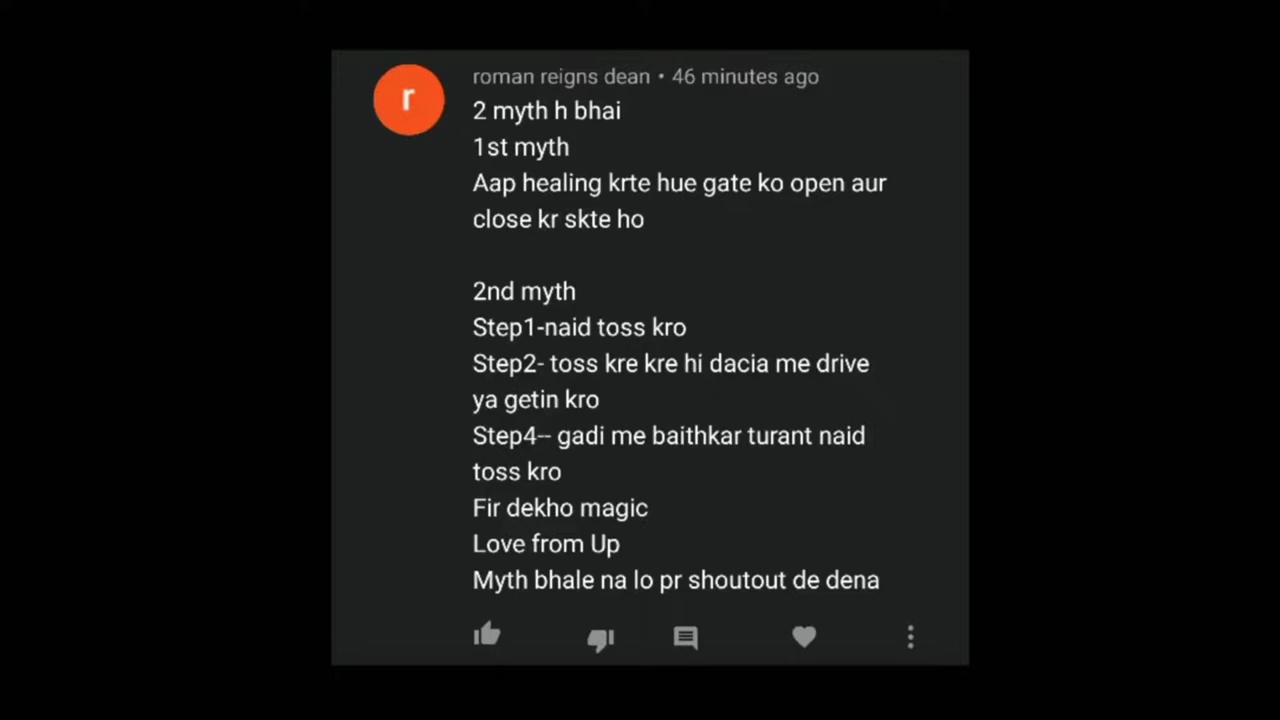 r
roman reigns dean • 46 minutes ago
2 myth h bhai
1st myth
Aap healing krte hue gate ko open aur
close kr skte ho
2nd myth
Step1-naid toss kro
Step2- toss kre kre hi dacia me drive
ya getin kro
Step4-- gadi me baithkar turant naid
toss kro
Fir dekho magic
Love from Up
Myth bhale na lo pr shoutout de dena